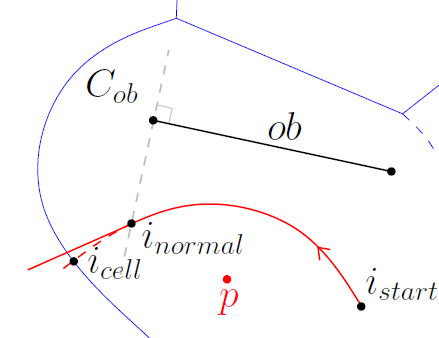 C_ob
ob
i_normal
i_cell
i_start
p